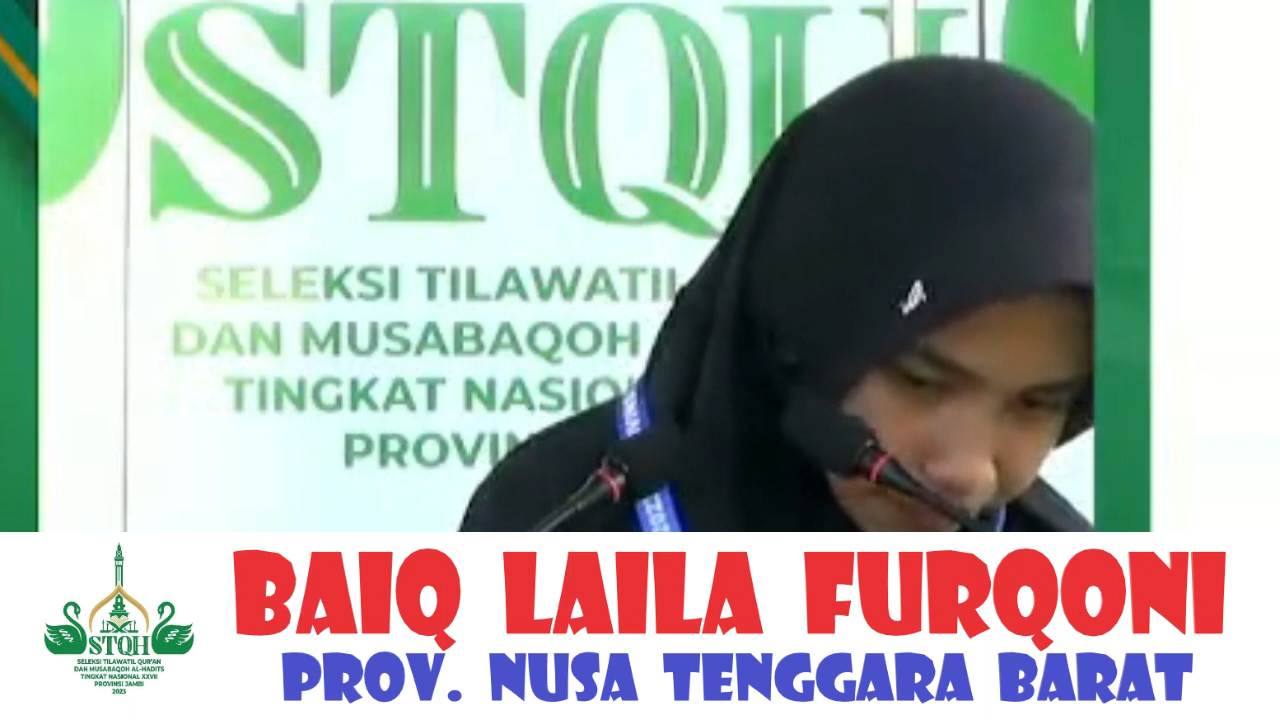 STQH
SELEKSI TILAWATIL
DAN MUSABAQOH
TINGKAT NASIO
PROVIN
BAIQ LAILA FURQONI
PROV. NUSA TENGGARA BARAT
STQH
SELEKSI TILAWATIL QUR'AN
DAN MUSABAQOH AL-HADITS
TINGKAT NASIONAL XXVII
PROVINSI JAMBI
2023